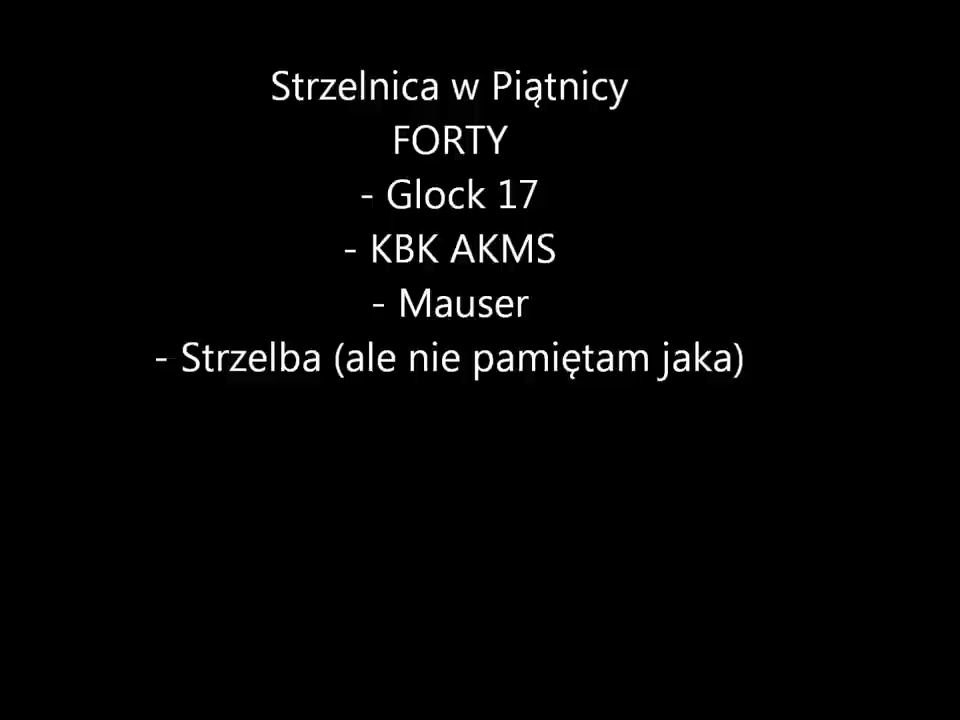 Strzelnica w Piątnicy
FORTY
- Glock 17
- KBK AKMS
- Mauser
- Strzelba (ale nie pamiętam jaka)